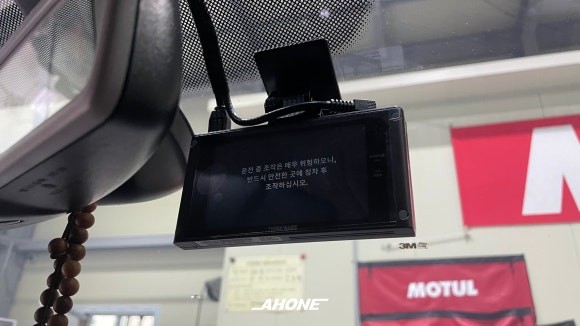 운전 중 조작은 매우 위험하오니,
반드시 안전한 곳에 정차 후
조작하십시오.
3M
MOTUL
AHONE